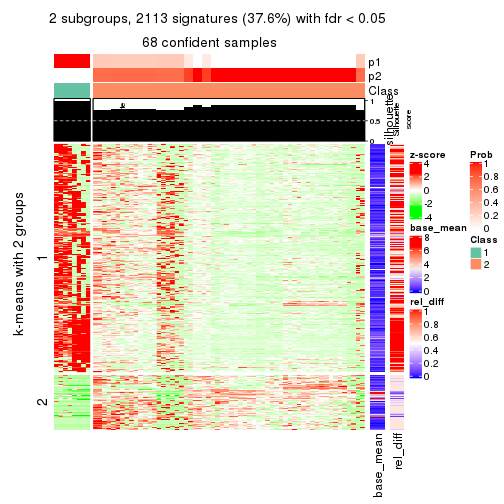 2 subgroups, 2113 signatures (37.6%) with fdr < 0.05
68 confident samples
p1
p2
Class
1
0.5
0
silhouette
Silhouette
score
k-means with 2 groups
1
2
base_mean
rel_diff
z-score
4
2
0
-2
-4
base_mean
8
6
4
2
0
rel_diff
1
0.8
0.6
0.4
0.2
0
Prob
1
0.8
0.6
0.4
0.2
0
Class
1
2